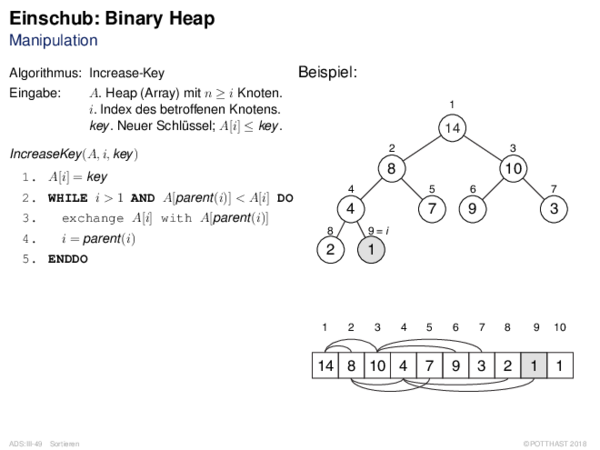 Einschub: Binary Heap
Manipulation
Algorithmus: Increase-Key
Eingabe: A. Heap (Array) mit n ≥ i Knoten.
i. Index des betroffenen Knotens.
key. Neuer Schlüssel; A[i] ≤ key.
IncreaseKey(A, i, key)
1. A[i] = key
2. WHILE i > 1 AND A[parent(i)] < A[i] DO
3. exchange A[i] with A[parent(i)]
4. i = parent(i)
5. ENDDO
Beispiel:
1
14
2 3
8 10
4 5 6 7
4 7 9 3
8 9 = i
2 1
1 2 3 4 5 6 7 8 9 10
14 8 10 4 7 9 3 2 1 1
ADS:III-49 Sortieren
© POTTHAST 2018